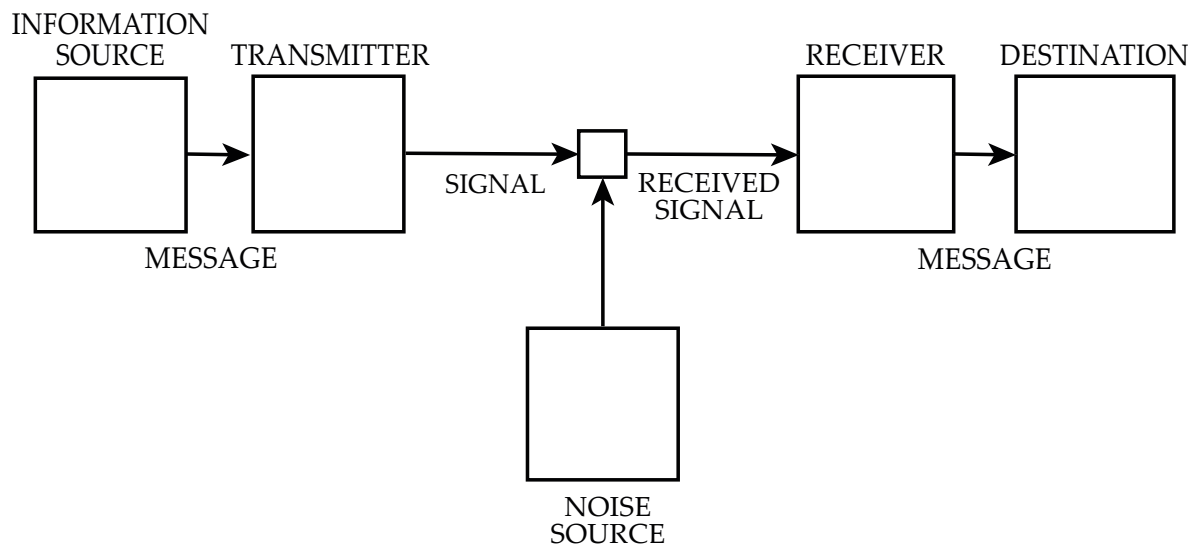 INFORMATION
SOURCE
TRANSMITTER
RECEIVER
DESTINATION
SIGNAL
RECEIVED
SIGNAL
MESSAGE
MESSAGE
NOISE
SOURCE